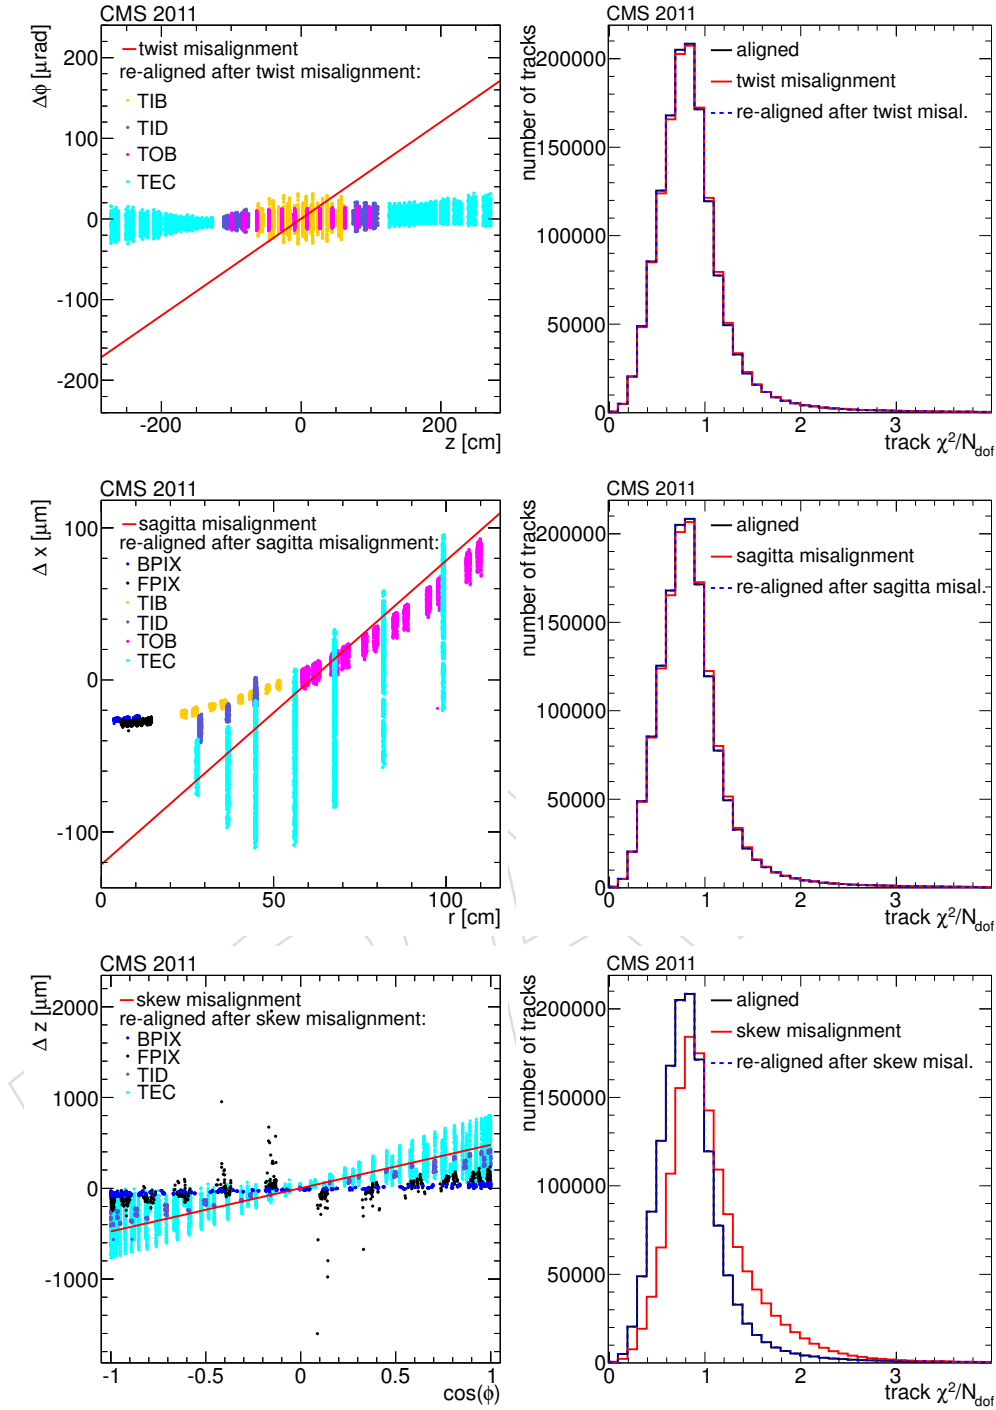 CMS 2011
Δϕ [μrad]
200
100
0
-100
-200
twist misalignment
re-aligned after twist misalignment:
TIB
TID
TOB
TEC
-200 0 200
z [cm]
CMS 2011
number of tracks
200000
150000
100000
50000
0
aligned
twist misalignment
re-aligned after twist misal.
0 1 2 3
track χ²/N_dof
CMS 2011
Δ x [μm]
100
0
-100
sagitta misalignment
re-aligned after sagitta misalignment:
BPIX
FPIX
TIB
TID
TOB
TEC
0 50 100
r [cm]
CMS 2011
number of tracks
200000
150000
100000
50000
0
aligned
sagitta misalignment
re-aligned after sagitta misal.
0 1 2 3
track χ²/N_dof
CMS 2011
Δ z [μm]
2000
1000
0
-1000
skew misalignment
re-aligned after skew misalignment:
BPIX
FPIX
TID
TEC
-1 -0.5 0 0.5 1
cos(ϕ)
CMS 2011
number of tracks
200000
150000
100000
50000
0
aligned
skew misalignment
re-aligned after skew misal.
0 1 2 3
track χ²/N_dof